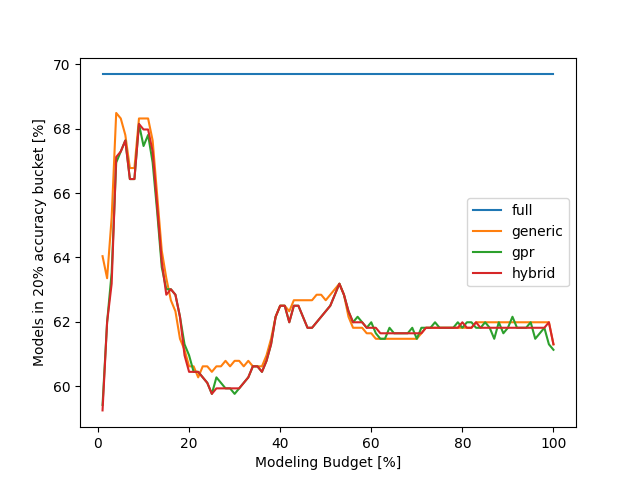 70
68
66
64
62
60
Models in 20% accuracy bucket [%]
full
generic
gpr
hybrid
0
20
40
60
80
100
Modeling Budget [%]